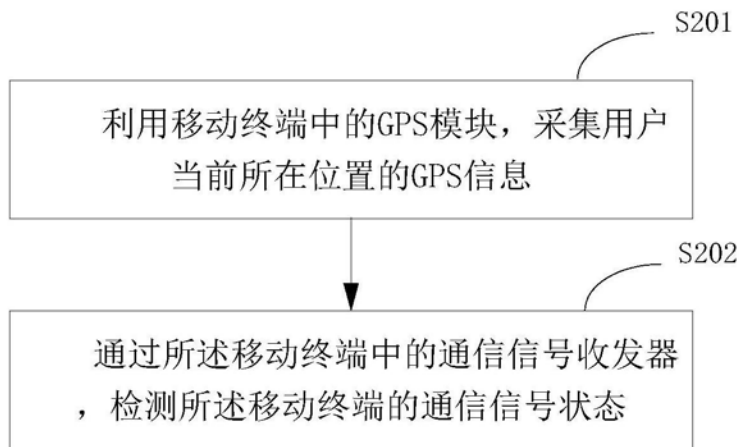 S201
利用移动终端中的GPS模块，采集用户
当前所在位置的GPS信息
S202
通过所述移动终端中的通信信号收发器
，检测所述移动终端的通信信号状态